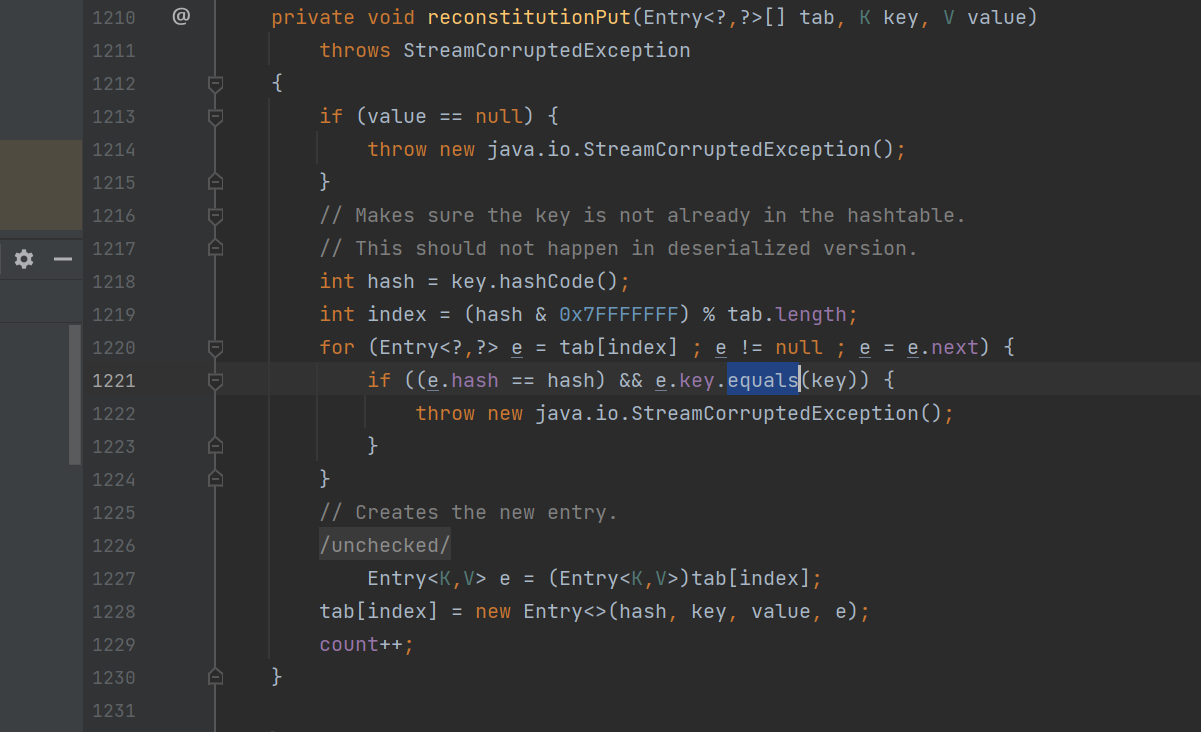 1210 @ private void reconstitutionPut(Entry<?,?>[] tab, K key, V value)
1211 throws StreamCorruptedException
1212 {
1213 if (value == null) {
1214 throw new java.io.StreamCorruptedException();
1215 }
1216 // Makes sure the key is not already in the hashtable.
1217 // This should not happen in deserialized version.
1218 int hash = key.hashCode();
1219 int index = (hash & 0x7FFFFFFF) % tab.length;
1220 for (Entry<?,?> e = tab[index] ; e != null ; e = e.next) {
1221 if ((e.hash == hash) && e.key.equals(key)) {
1222 throw new java.io.StreamCorruptedException();
1223 }
1224 }
1225 // Creates the new entry.
1226 /unchecked/
1227 Entry<K,V> e = (Entry<K,V>)tab[index];
1228 tab[index] = new Entry<>(hash, key, value, e);
1229 count++;
1230 }
1231